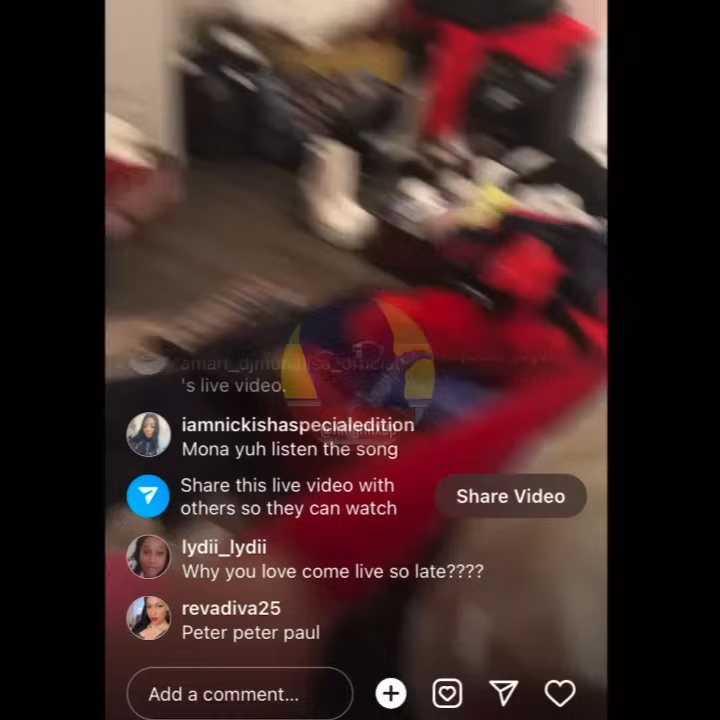 's live video.
iamnickishaspecialedition
Mona yuh listen the song
Share this live video with
others so they can watch
Share Video
lydii_lydii
Why you love come live so late????
revadiva25
Peter peter paul
Add a comment...